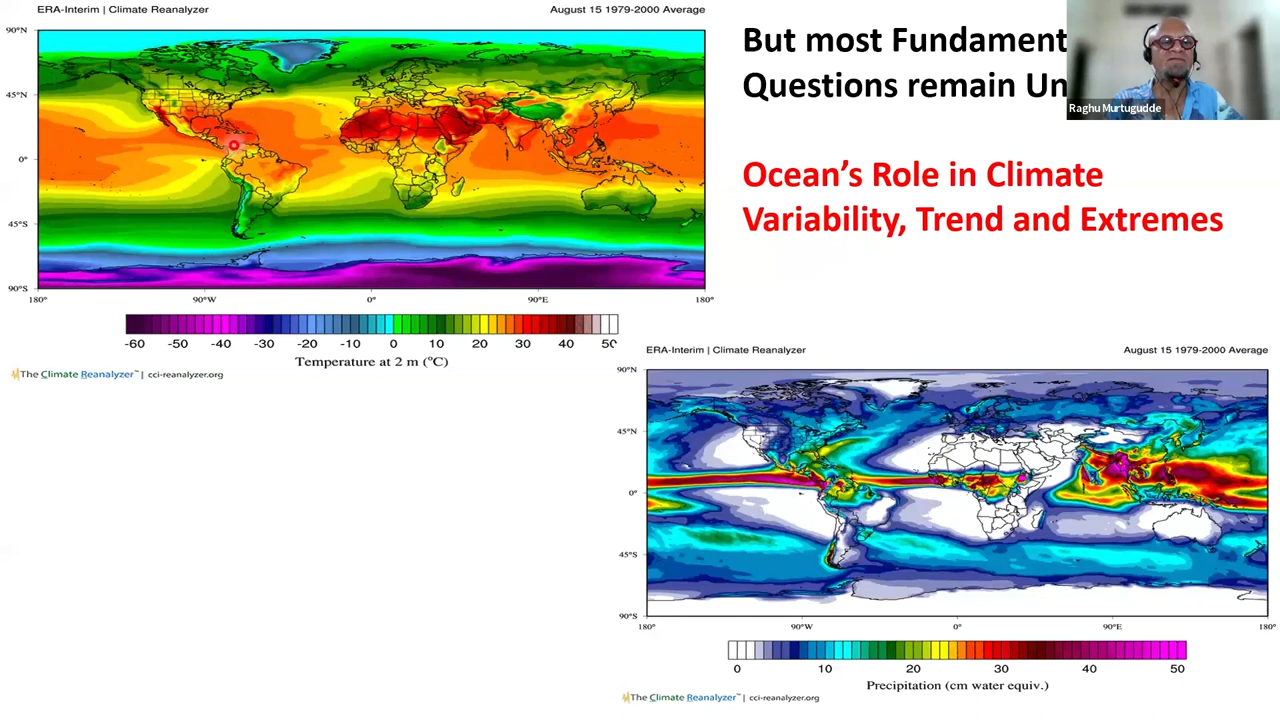 ERA-Interim | Climate Reanalyzer
August 15 1979-2000 Average
90°N
45°N
0°
45°S
90°S
180°
90°W
0°
90°E
180°
-60 -50 -40 -30 -20 -10 0 10 20 30 40 50
Temperature at 2 m (°C)
The Climate Reanalyzer™ | cci-reanalyzer.org
But most Fundament
Questions remain Un
Raghu Murtugudde
Ocean's Role in Climate
Variability, Trend and Extremes
ERA-Interim | Climate Reanalyzer
August 15 1979-2000 Average
90°N
45°N
0°
45°S
90°S
180°
90°W
0°
90°E
180°
0 10 20 30 40 50
Precipitation (cm water equiv.)
The Climate Reanalyzer™ | cci-reanalyzer.org